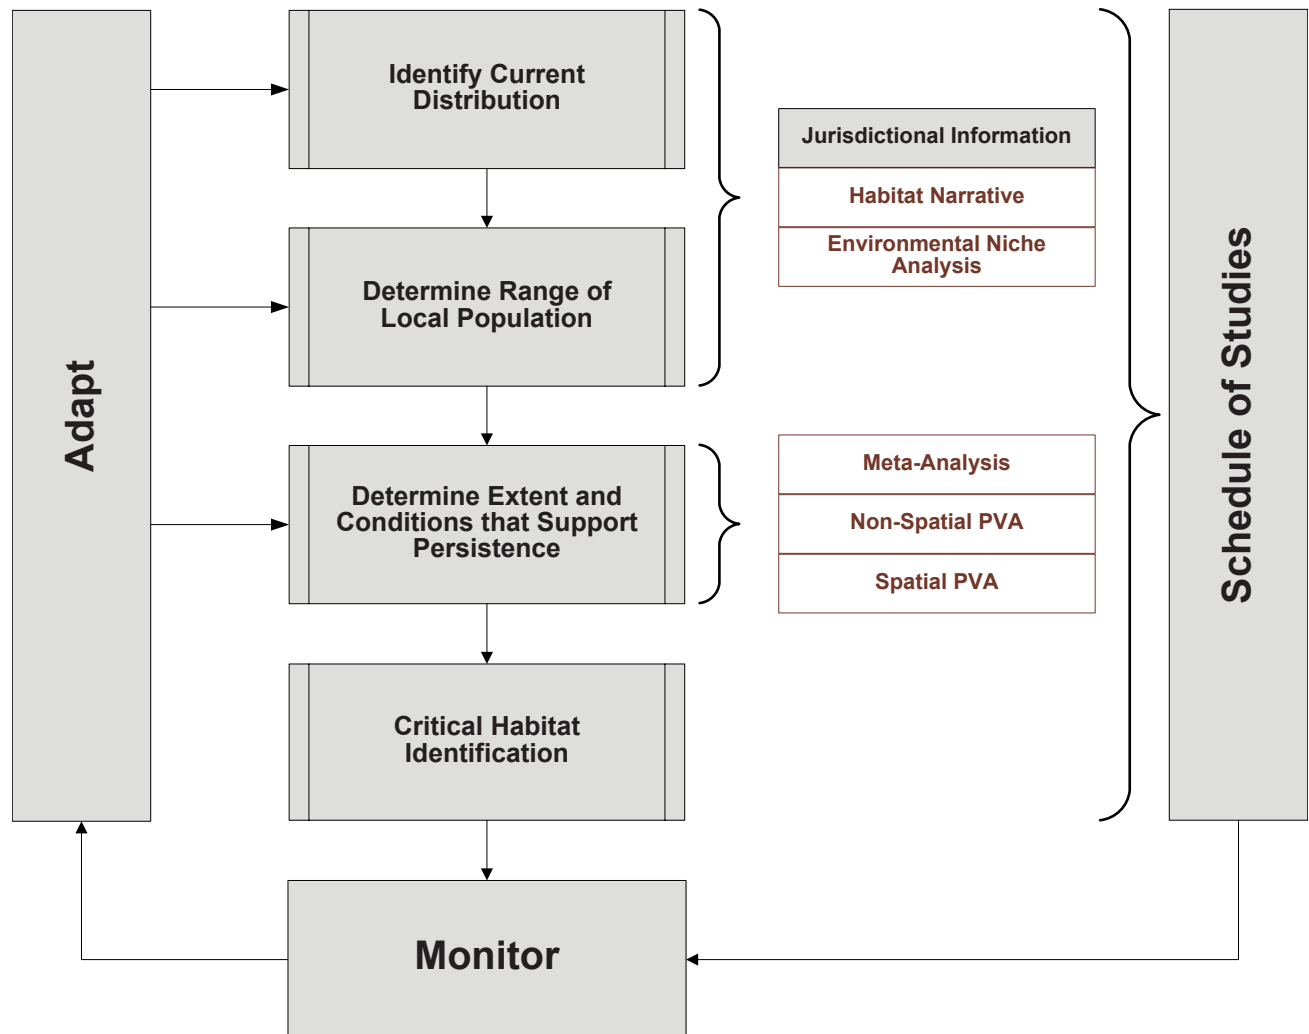 Adapt
Identify Current
Distribution
Determine Range of
Local Population
Determine Extent and
Conditions that Support
Persistence
Critical Habitat
Identification
Monitor
Jurisdictional Information
Habitat Narrative
Environmental Niche
Analysis
Meta-Analysis
Non-Spatial PVA
Spatial PVA
Schedule of Studies